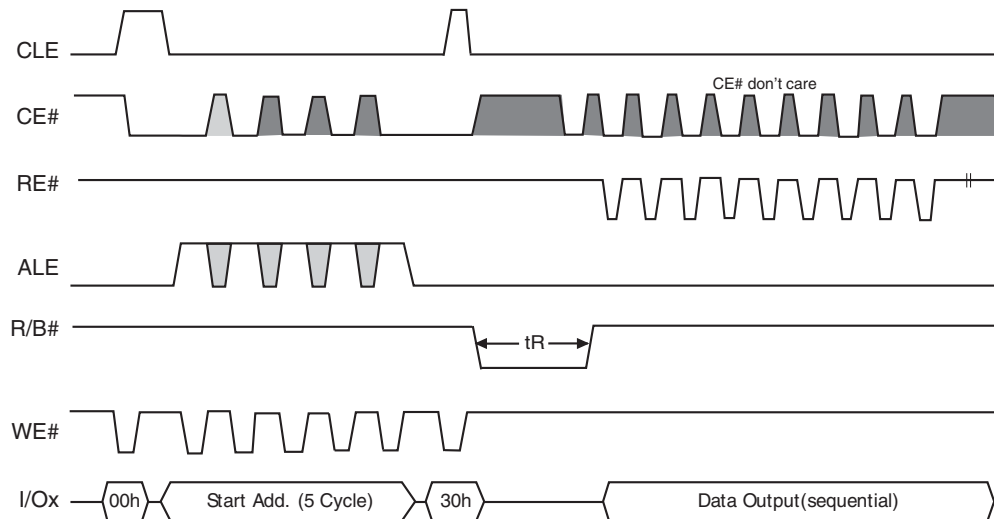 CLE
CE# don't care
CE#
RE#
ALE
R/B#
tR
WE#
I/Ox
00h
Start Add. (5 Cycle)
30h
Data Output(sequential)